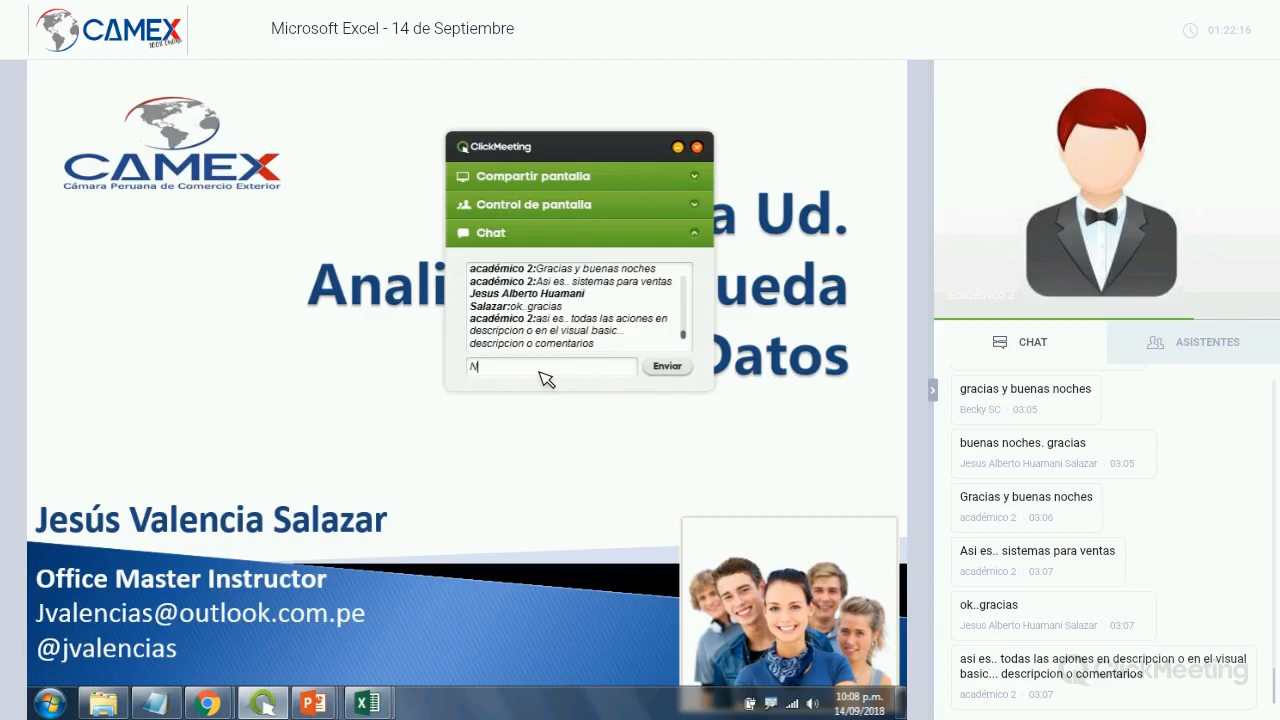 CAMEX
100% Online
Microsoft Excel - 14 de Septiembre
01:22:16
CAMEX
Cámara Peruana de Comercio Exterior
a Ud.
Anali ueda
Datos
ClickMeeting
Compartir pantalla
Control de pantalla
Chat
académico 2:Gracias y buenas noches
académico 2:Asi es.. sistemas para ventas
Jesus Alberto Huamani
Salazar:ok..gracias
académico 2:asi es.. todas las aciones en
descripcion o en el visual basic...
descripcion o comentarios
N
Enviar
Jesús Valencia Salazar
Office Master Instructor
Jvalencias@outlook.com.pe
@jvalencias
10:08 p.m.
14/09/2018
académico 2
CHAT
ASISTENTES
gracias y buenas noches
Becky SC 03:05
buenas noches. gracias
Jesus Alberto Huamani Salazar 03:05
Gracias y buenas noches
académico 2 03:06
Asi es.. sistemas para ventas
académico 2 03:07
ok..gracias
Jesus Alberto Huamani Salazar 03:07
asi es.. todas las aciones en descripcion o en el visual
basic... descripcion o comentarios
académico 2 03:07
ClickMeeting